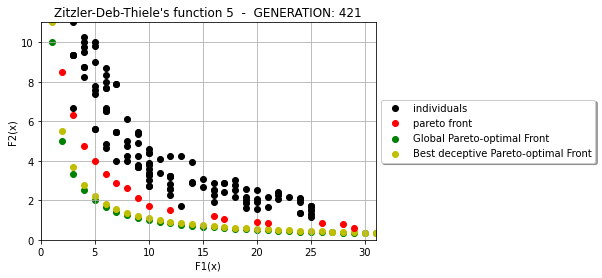 Zitzler-Deb-Thiele's function 5  -  GENERATION: 421
F2(x)
10
8
6
4
2
0
0 5 10 15 20 25 30
F1(x)
individuals
pareto front
Global Pareto-optimal Front
Best deceptive Pareto-optimal Front